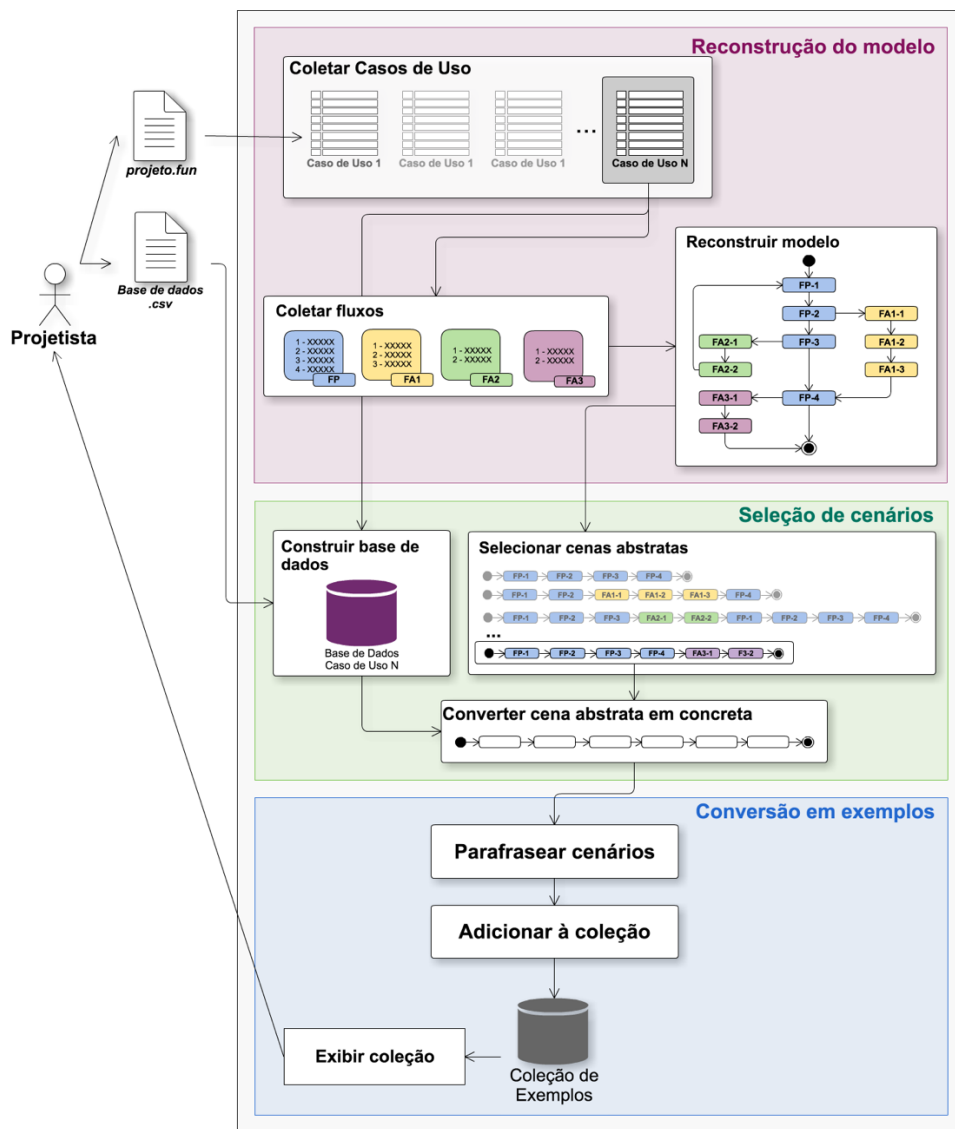 Reconstrução do modelo
Coletar Casos de Uso
...
Caso de Uso 1
Caso de Uso 1
Caso de Uso 1
Caso de Uso N
projeto.fun
Base de dados
.csv
Projetista
Coletar fluxos
1 - XXXXX
2 - XXXXX
3 - XXXXX
4 - XXXXX
FP
1 - XXXXX
2 - XXXXX
3 - XXXXX
FA1
1 - XXXXX
2 - XXXXX
FA2
1 - XXXXX
2 - XXXXX
FA3
Reconstruir modelo
FP-1
FP-2
FA1-1
FA2-1
FP-3
FA1-2
FA2-2
FA1-3
FA3-1
FP-4
FA3-2
Seleção de cenários
Construir base de
dados
Base de Dados
Caso de Uso N
Selecionar cenas abstratas
FP-1 FP-2 FP-3 FP-4
FP-1 FP-2 FA1-1 FA1-2 FA1-3 FP-4
FP-1 FP-2 FP-3 FA2-1 FA2-2 FP-1 FP-2 FP-3 FP-4
...
FP-1 FP-2 FP-3 FP-4 FA3-1 F3-2
Converter cena abstrata em concreta
Conversão em exemplos
Parafrasear cenários
Adicionar à coleção
Exibir coleção
Coleção de
Exemplos